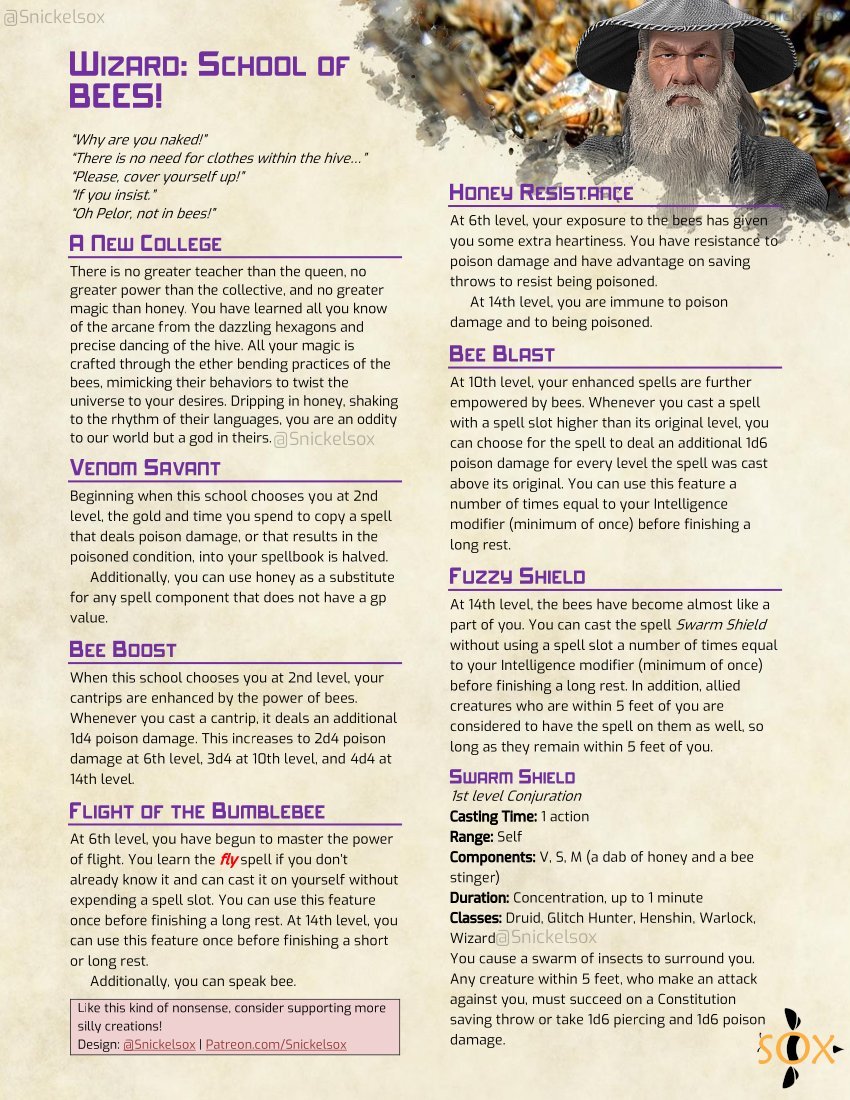 @Snickelsox
Wizard: School of
BEES!
"Why are you naked!"
"There is no need for clothes within the hive..."
"Please, cover yourself up!"
"If you insist."
"Oh Pelor, not in bees!"
A New College
There is no greater teacher than the queen, no
greater power than the collective, and no greater
magic than honey. You have learned all you know
of the arcane from the dazzling hexagons and
precise dancing of the hive. All your magic is
crafted through the ether bending practices of the
bees, mimicking their behaviors to twist the
universe to your desires. Dripping in honey, shaking
to the rhythm of their languages, you are an oddity
to our world but a god in theirs. @Snickelsox
Venom Savant
Beginning when this school chooses you at 2nd
level, the gold and time you spend to copy a spell
that deals poison damage, or that results in the
poisoned condition, into your spellbook is halved.
Additionally, you can use honey as a substitute
for any spell component that does not have a gp
value.
Bee Boost
When this school chooses you at 2nd level, your
cantrips are enhanced by the power of bees.
Whenever you cast a cantrip, it deals an additional
1d4 poison damage. This increases to 2d4 poison
damage at 6th level, 3d4 at 10th level, and 4d4 at
14th level.
Flight of the Bumblebee
At 6th level, you have begun to master the power
of flight. You learn the fly spell if you don't
already know it and can cast it on yourself without
expending a spell slot. You can use this feature
once before finishing a long rest. At 14th level, you
can use this feature once before finishing a short
or long rest.
Additionally, you can speak bee.
Like this kind of nonsense, consider supporting more
silly creations!
Design: @Snickelsox | Patreon.com/Snickelsox
@Snickelsox
Honey Resistance
At 6th level, your exposure to the bees has given
you some extra heartiness. You have resistance to
poison damage and have advantage on saving
throws to resist being poisoned.
At 14th level, you are immune to poison
damage and to being poisoned.
Bee Blast
At 10th level, your enhanced spells are further
empowered by bees. Whenever you cast a spell
with a spell slot higher than its original level, you
can choose for the spell to deal an additional 1d6
poison damage for every level the spell was cast
above its original. You can use this feature a
number of times equal to your Intelligence
modifier (minimum of once) before finishing a
long rest.
Fuzzy Shield
At 14th level, the bees have become almost like a
part of you. You can cast the spell Swarm Shield
without using a spell slot a number of times equal
to your Intelligence modifier (minimum of once)
before finishing a long rest. In addition, allied
creatures who are within 5 feet of you are
considered to have the spell on them as well, so
long as they remain within 5 feet of you.
Swarm Shield
1st level Conjuration
Casting Time: 1 action
Range: Self
Components: V, S, M (a dab of honey and a bee
stinger)
Duration: Concentration, up to 1 minute
Classes: Druid, Glitch Hunter, Henshin, Warlock,
Wizard @Snickelsox
You cause a swarm of insects to surround you.
Any creature within 5 feet, who make an attack
against you, must succeed on a Constitution
saving throw or take 1d6 piercing and 1d6 poison
damage.
SOX